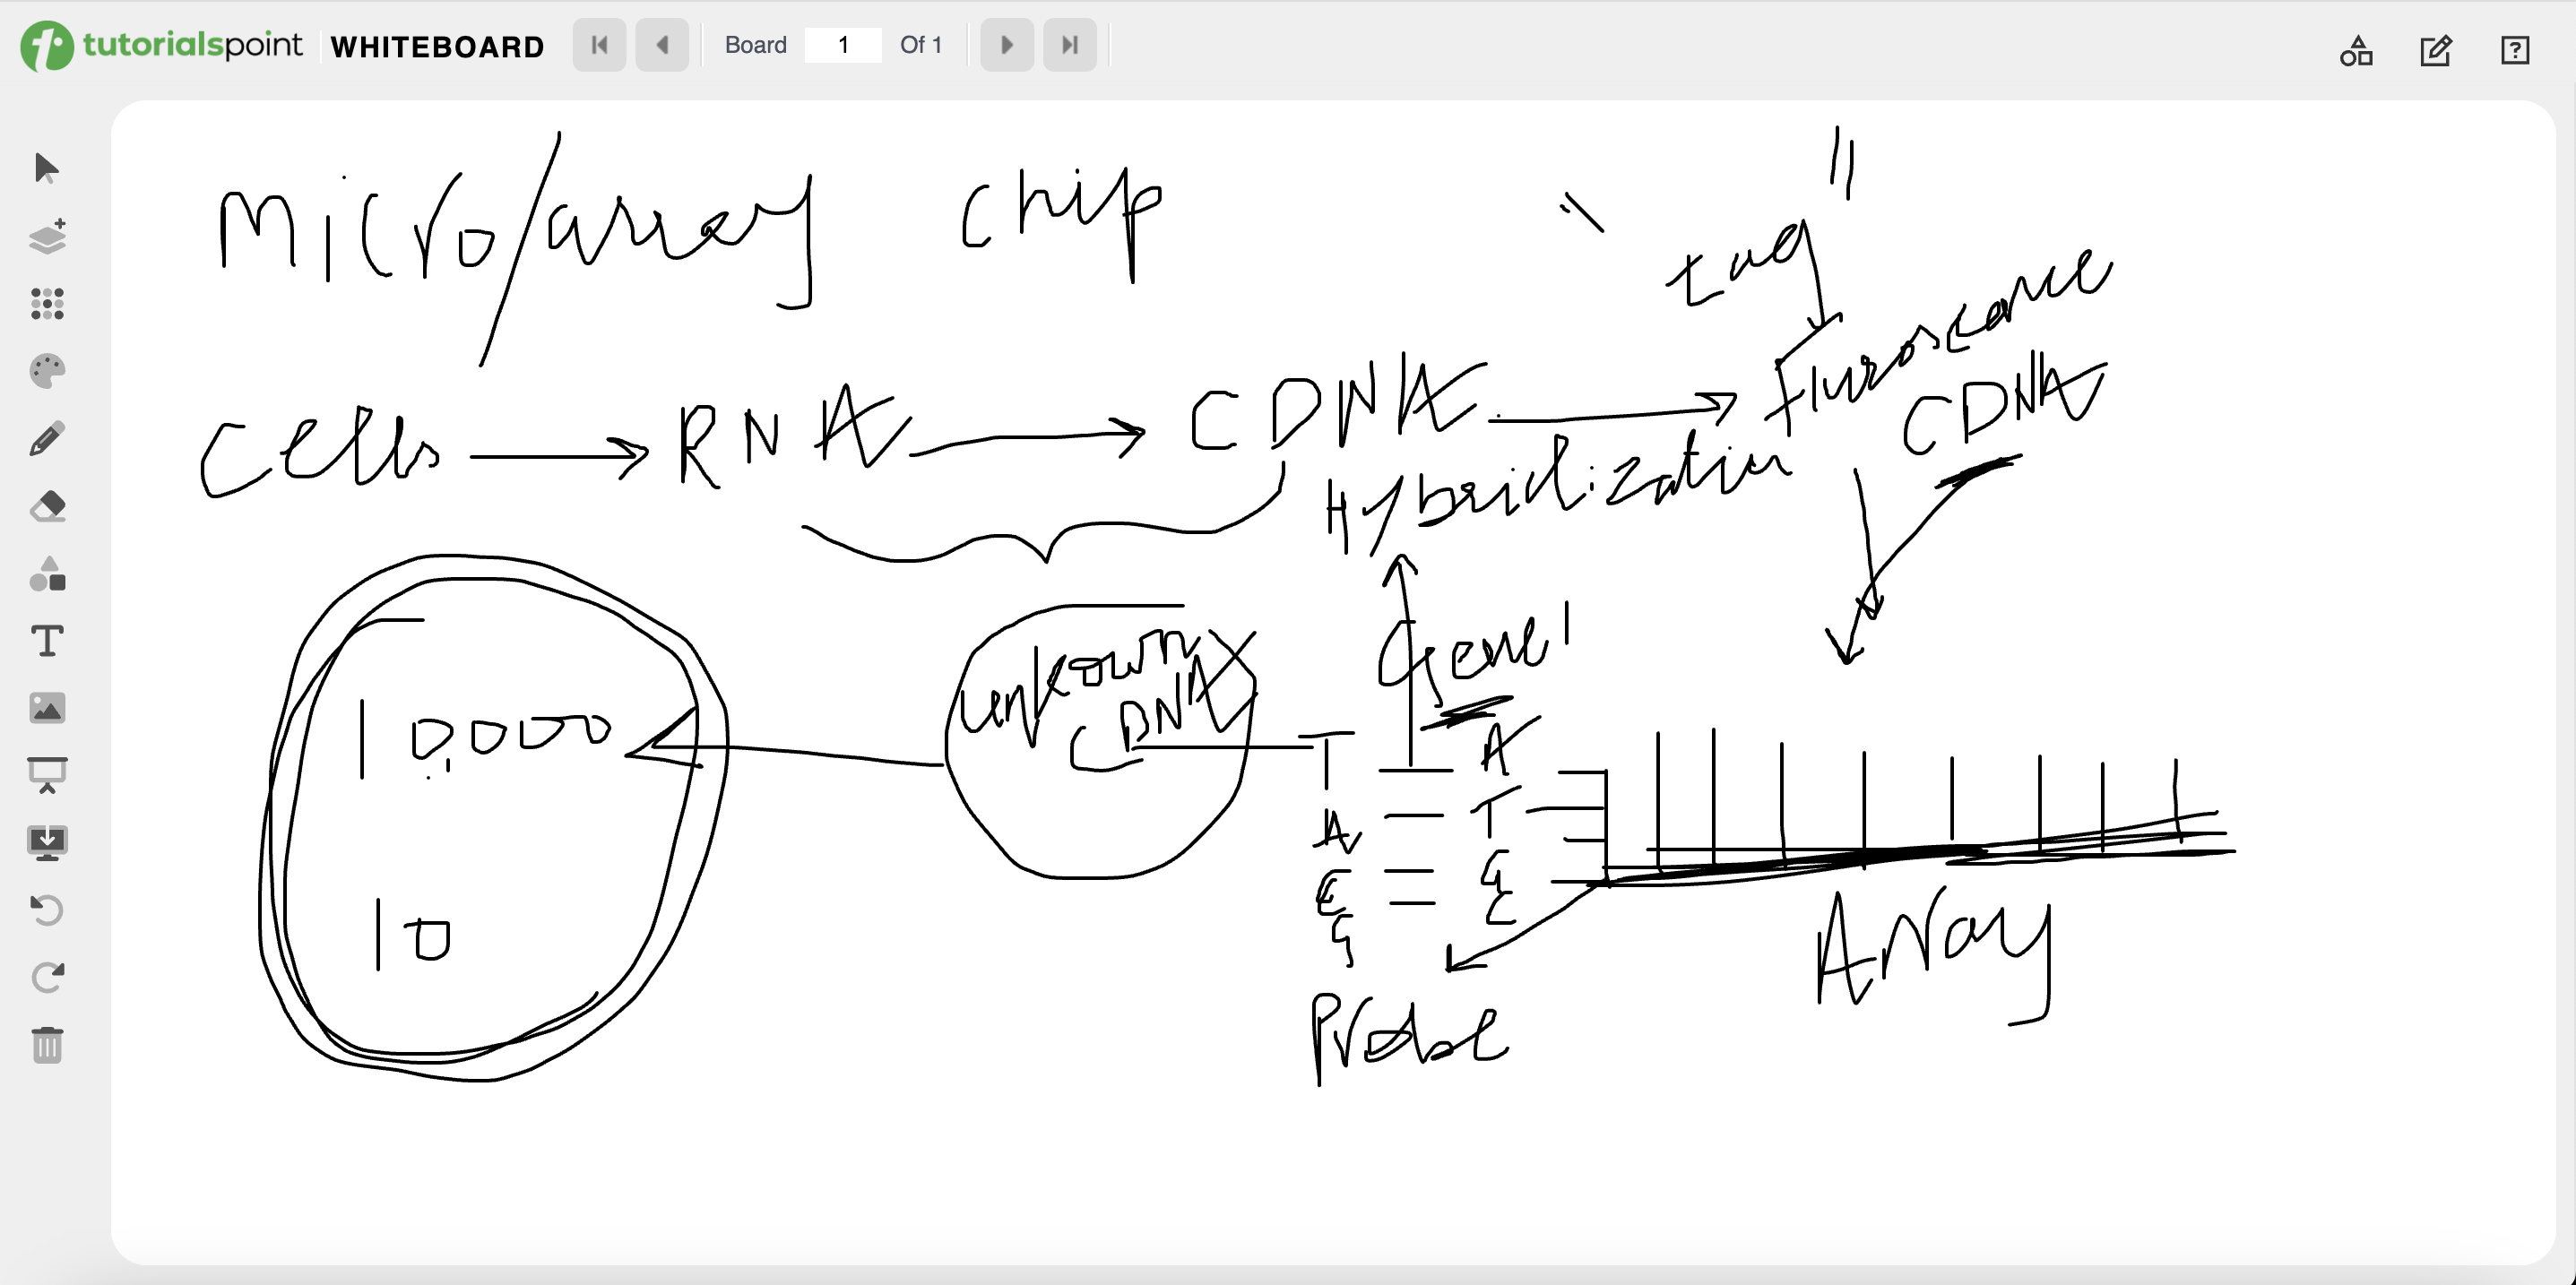 tutorialspoint WHITEBOARD Board 1 Of 1
Micro/array chip
tag
Fluroscence
Cells RNA CDNA CDNA
Hybridization
unkown
CDNA
Gene 1
10,000
T A
A T
C G
G C
10
Array
Probe